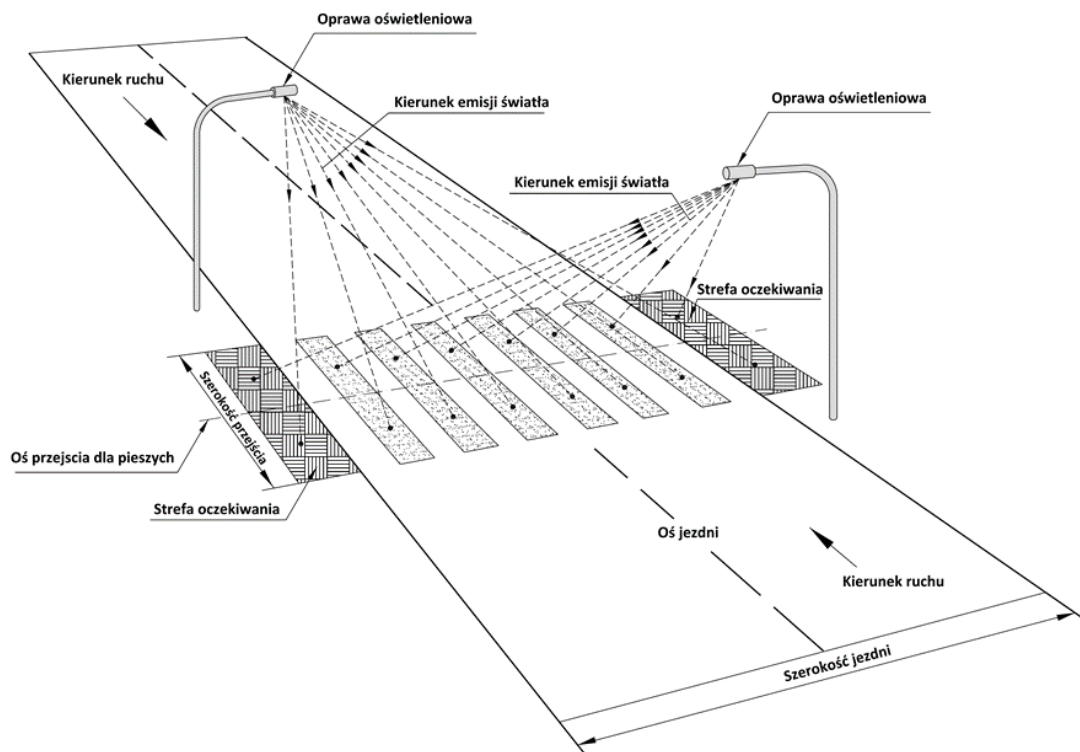 Oprawa oświetleniowa
Kierunek ruchu
Kierunek emisji światła
Oprawa oświetleniowa
Kierunek emisji światła
Strefa oczekiwania
Szerokość przejścia
Oś przejscia dla pieszych
Strefa oczekiwania
Oś jezdni
Kierunek ruchu
Szerokość jezdni